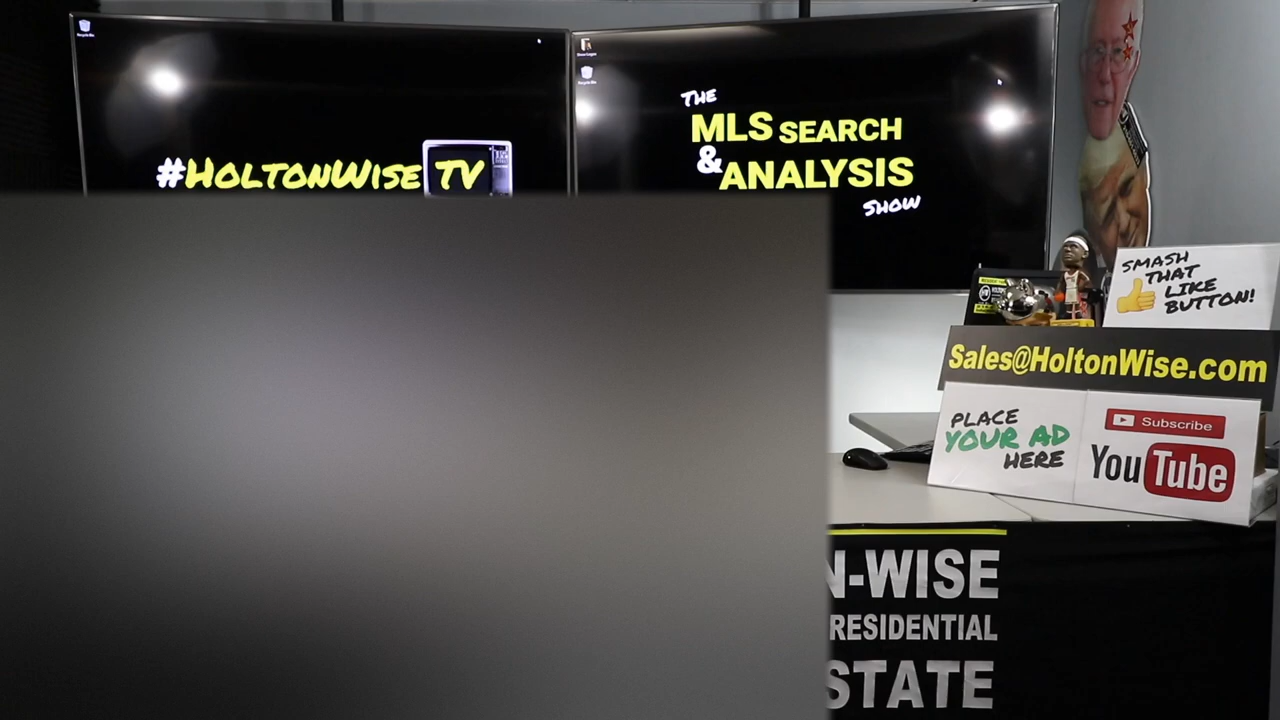 #HOLTONWISE TV
THE
MLS SEARCH
& ANALYSIS
SHOW
SMASH
THAT
LIKE
BUTTON!
Sales@HoltonWise.com
PLACE
YOUR AD
HERE
Subscribe
YouTube
N-WISE
RESIDENTIAL
STATE